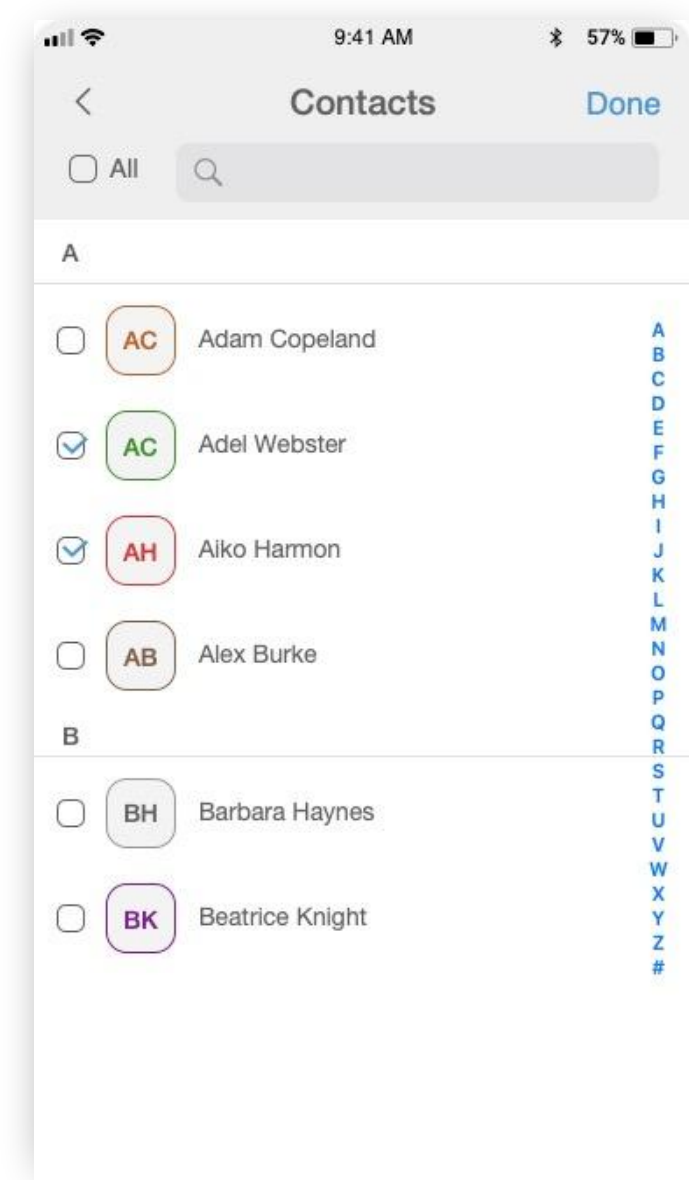 9:41 AM 57%
Contacts Done
All
A
AC Adam Copeland
AC Adel Webster
AH Aiko Harmon
AB Alex Burke
B
BH Barbara Haynes
BK Beatrice Knight
A
B
C
D
E
F
G
H
I
J
K
L
M
N
O
P
Q
R
S
T
U
V
W
X
Y
Z
#